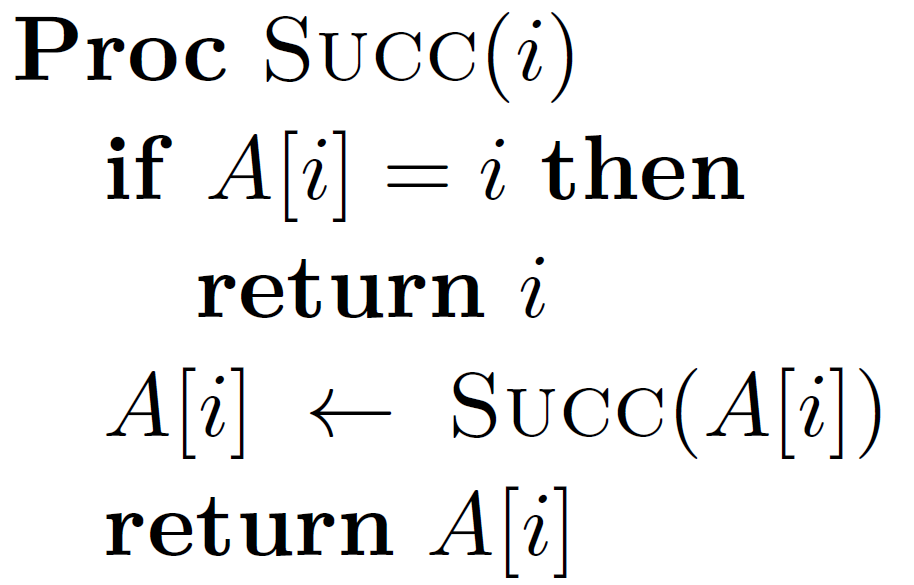 Proc Succ(i)
if A[i] = i then
return i
A[i] ← Succ(A[i])
return A[i]